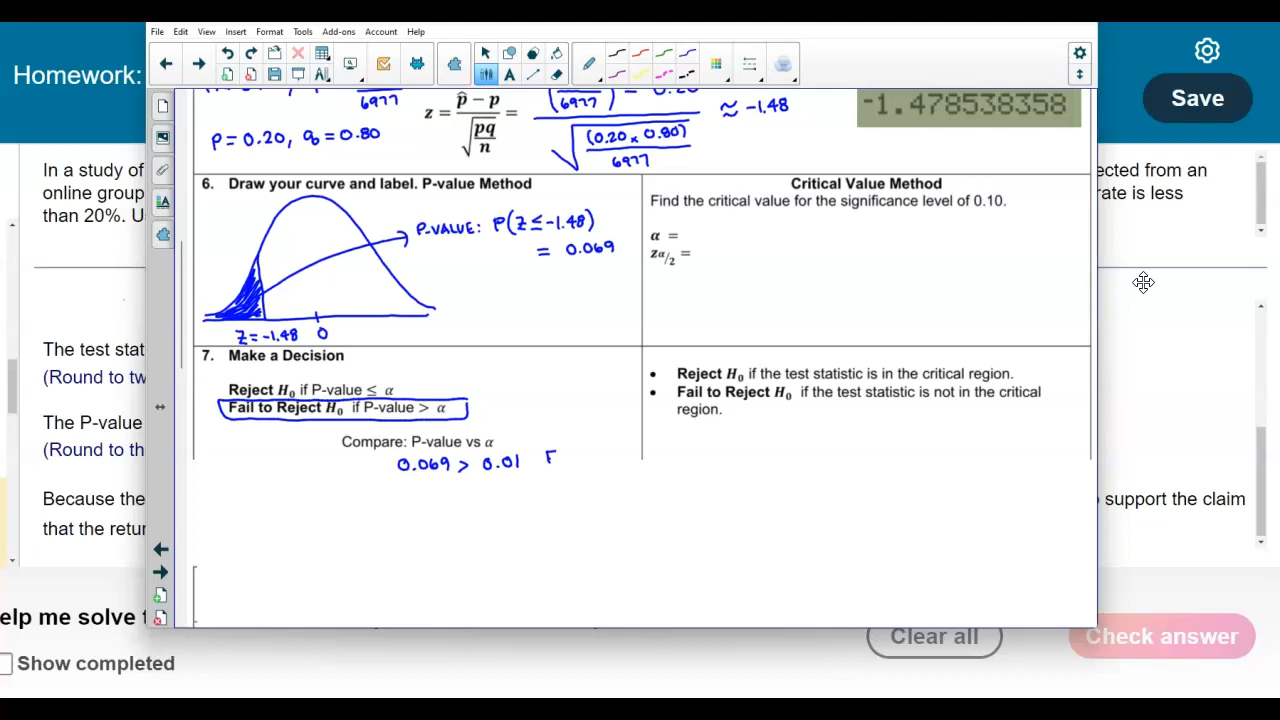 File Edit View Insert Format Tools Add-ons Account Help
Homework:
Save
In a study of
online group
than 20%. U
ected from an
rate is less
6977
p = 0.20, q = 0.80
z = p̂ − p / √pq/n =
(   /6977) = 0.20
√(0.20 x 0.80)/6977
≈ -1.48
-1.478538358
6. Draw your curve and label. P-value Method
P-VALUE: P(Z ≤ -1.48)
= 0.069
Z = -1.48 0
Critical Value Method
Find the critical value for the significance level of 0.10.
α =
zα/2 =
7. Make a Decision
Reject H₀ if P-value ≤ α
Fail to Reject H₀ if P-value > α
Compare: P-value vs α
0.069 > 0.01 F
• Reject H₀ if the test statistic is in the critical region.
• Fail to Reject H₀ if the test statistic is not in the critical
region.
The test stat
(Round to tw
The P-value
(Round to th
Because the
that the retur
support the claim
elp me solve t
Clear all
Check answer
Show completed